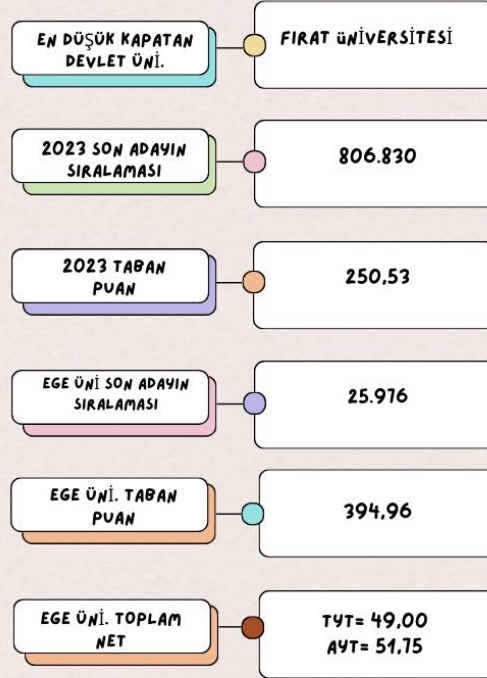 EN DÜŞÜK KAPATAN
DEVLET ÜNİ.
FIRAT ÜNİVERSİTESİ
2023 SON ADAYIN
SIRALAMASI
806.830
2023 TABAN
PUAN
250,53
EGE ÜNİ SON ADAYIN
SIRALAMASI
25.976
EGE ÜNİ. TABAN
PUAN
394,96
EGE ÜNİ. TOPLAM
NET
TYT= 49,00
AYT= 51,75